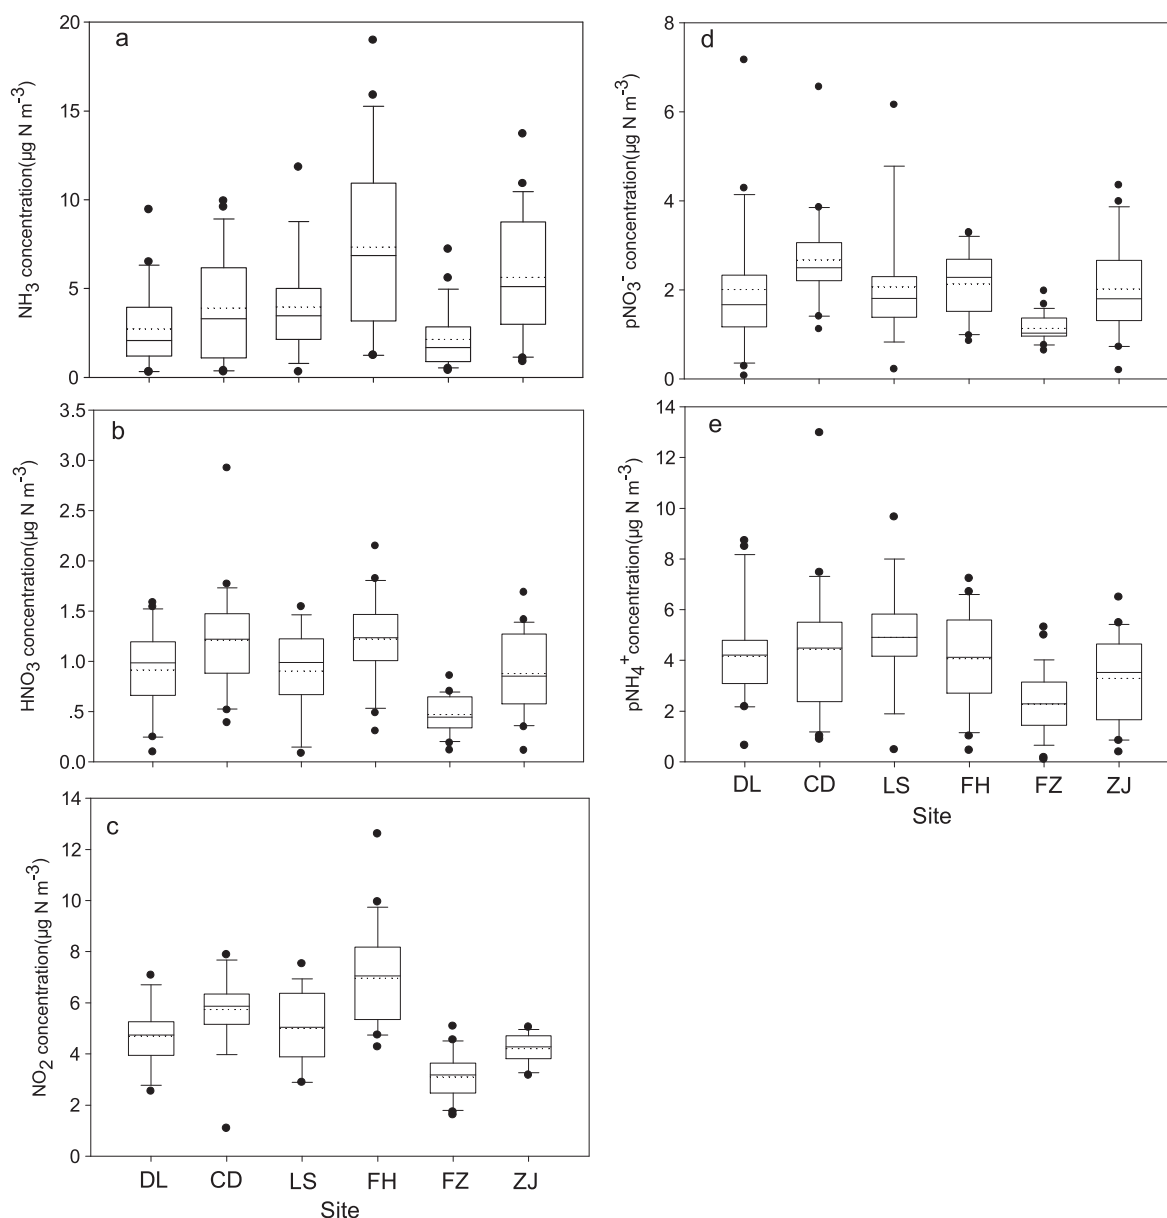 a
NH3 concentration(µg N m-3)
20
15
10
5
0
b
HNO3 concentration(µg N m-3)
3.5
3.0
2.5
2.0
1.5
1.0
.5
0.0
c
NO2 concentration(µg N m-3)
14
12
10
8
6
4
2
0
DL CD LS FH FZ ZJ
Site
d
pNO3- concentration(µg N m-3)
8
6
4
2
0
e
pNH4+ concentration(µg N m-3)
14
12
10
8
6
4
2
0
DL CD LS FH FZ ZJ
Site